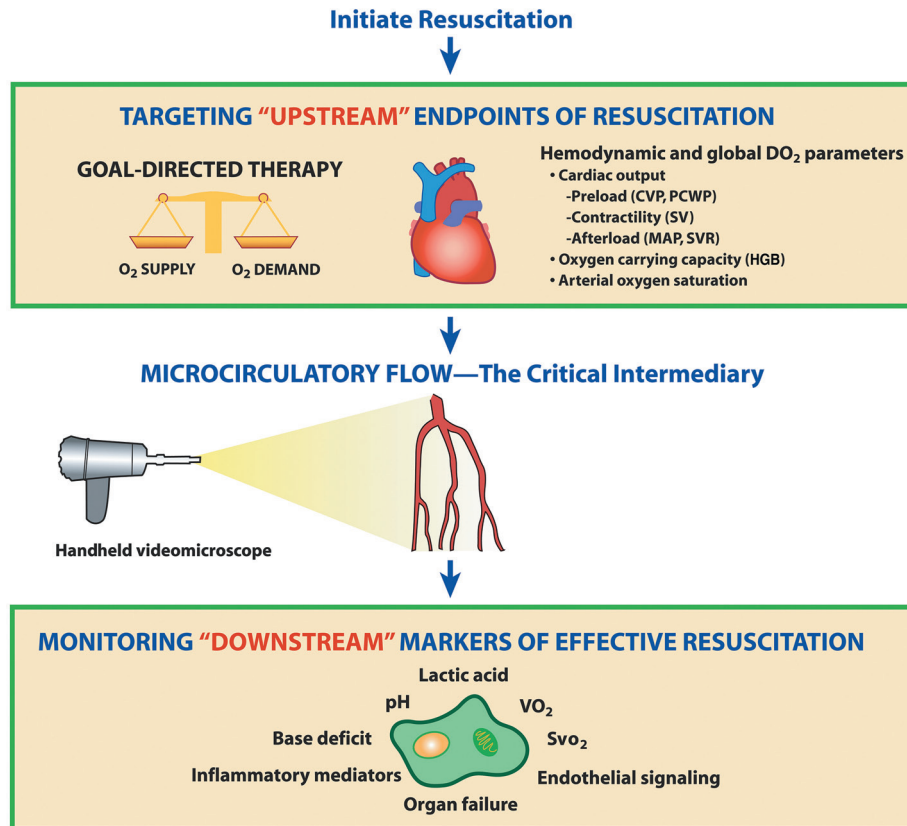 Initiate Resuscitation
TARGETING “UPSTREAM” ENDPOINTS OF RESUSCITATION
GOAL-DIRECTED THERAPY
O₂ SUPPLY
O₂ DEMAND
Hemodynamic and global DO₂ parameters
• Cardiac output
-Preload (CVP, PCWP)
-Contractility (SV)
-Afterload (MAP, SVR)
• Oxygen carrying capacity (HGB)
• Arterial oxygen saturation
MICROCIRCULATORY FLOW—The Critical Intermediary
Handheld videomicroscope
MONITORING “DOWNSTREAM” MARKERS OF EFFECTIVE RESUSCITATION
Lactic acid
pH
VO₂
Base deficit
Svo₂
Inflammatory mediators
Endothelial signaling
Organ failure